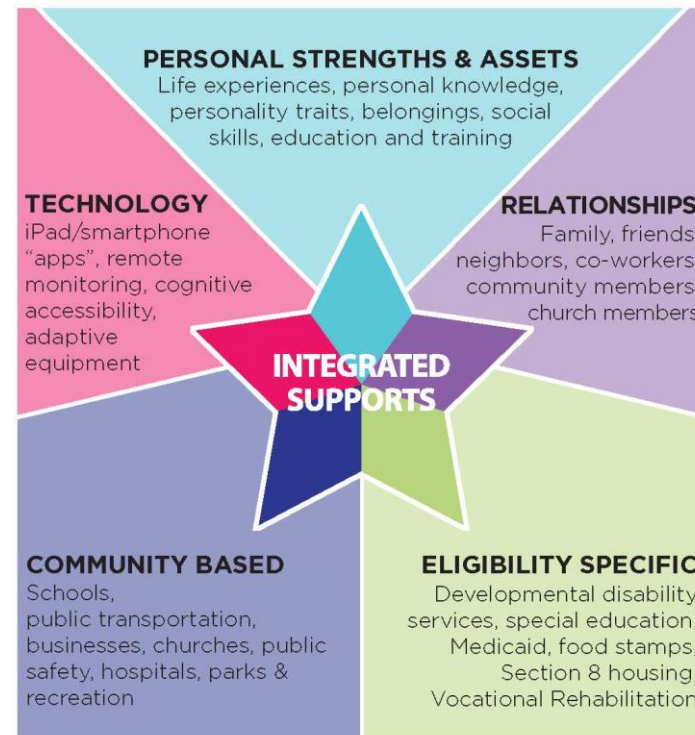 PERSONAL STRENGTHS & ASSETS
Life experiences, personal knowledge,
personality traits, belongings, social
skills, education and training
TECHNOLOGY
iPad/smartphone
“apps”, remote
monitoring, cognitive
accessibility,
adaptive
equipment
RELATIONSHIPS
Family, friends
neighbors, co-workers
community members
church members
INTEGRATED
SUPPORTS
COMMUNITY BASED
Schools,
public transportation,
businesses, churches, public
safety, hospitals, parks &
recreation
ELIGIBILITY SPECIFIC
Developmental disability
services, special education,
Medicaid, food stamps,
Section 8 housing,
Vocational Rehabilitation